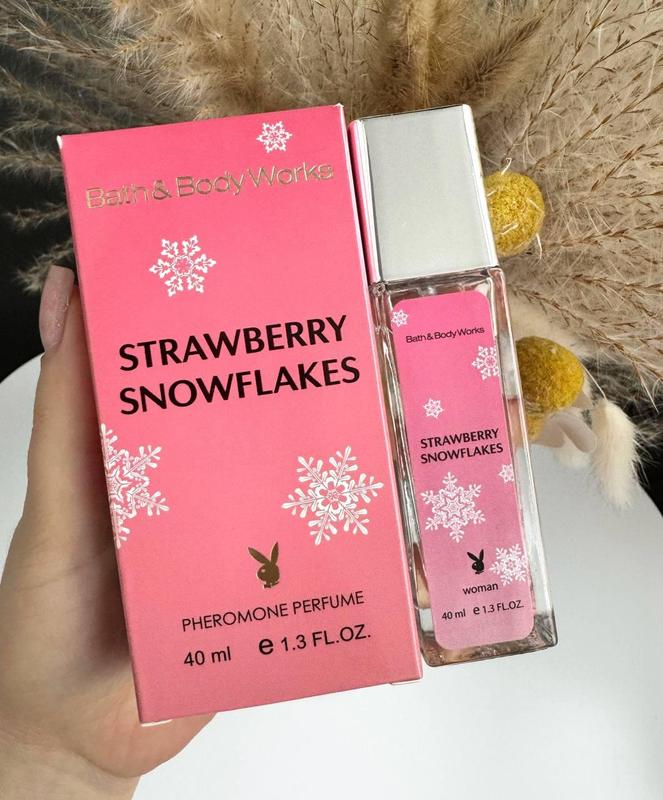 Bath & Body Works
STRAWBERRY
SNOWFLAKES
PHEROMONE PERFUME
40 ml e 1.3 FL.OZ.
Bath & Body Works
STRAWBERRY
SNOWFLAKES
woman
40 ml e 1.3 FL.OZ.